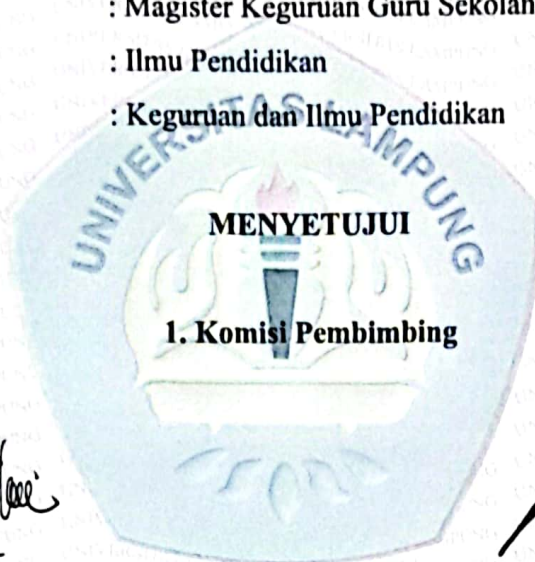 : Magister Keguruan Guru Sekolah
: Ilmu Pendidikan
: Keguruan dan Ilmu Pendidikan
UNIVERSITAS LAMPUNG
MENYETUJUI
1. Komisi Pembimbing